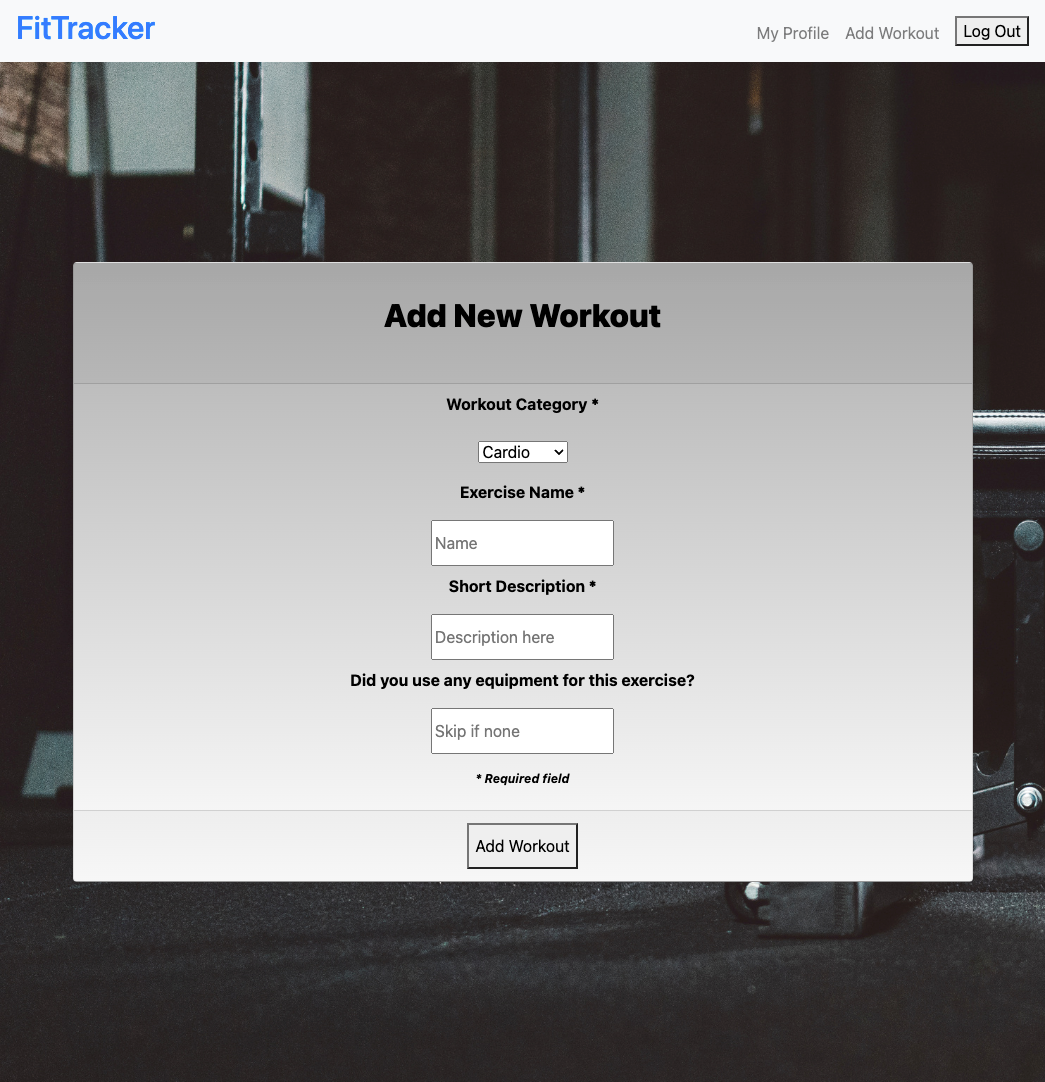 FitTracker
My Profile Add Workout Log Out
Add New Workout
Workout Category *
Cardio
Exercise Name *
Name
Short Description *
Description here
Did you use any equipment for this exercise?
Skip if none
* Required field
Add Workout